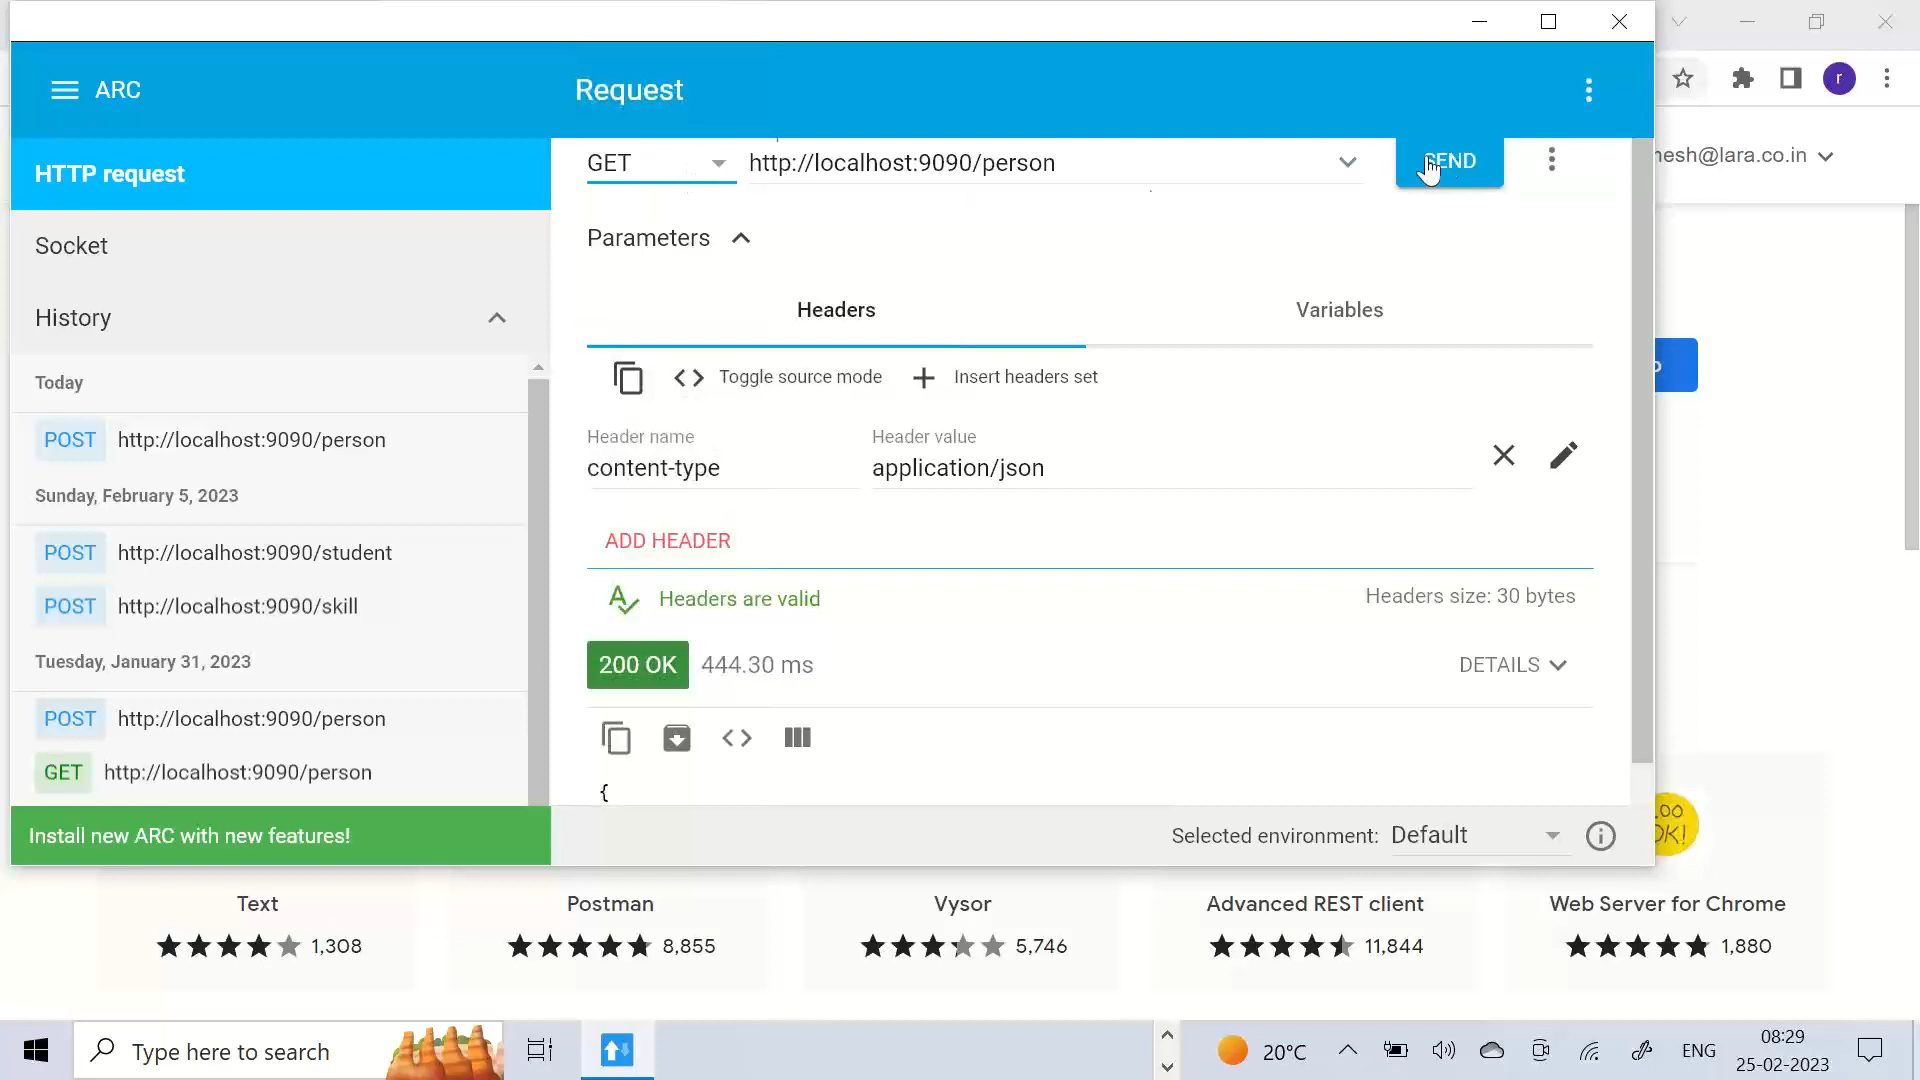 ARC
Request
r
HTTP request
GET
http://localhost:9090/person
SEND
mesh@lara.co.in
Socket
Parameters
History
Headers
Variables
Today
Toggle source mode
Insert headers set
POST http://localhost:9090/person
Header name
Header value
content-type
application/json
Sunday, February 5, 2023
POST http://localhost:9090/student
ADD HEADER
POST http://localhost:9090/skill
Headers are valid
Headers size: 30 bytes
Tuesday, January 31, 2023
200 OK 444.30 ms
DETAILS
POST http://localhost:9090/person
GET http://localhost:9090/person
{
Install new ARC with new features!
Selected environment: Default
OK!
Text
Postman
Vysor
Advanced REST client
Web Server for Chrome
1,308
8,855
5,746
11,844
1,880
Type here to search
20°C
ENG
08:29
25-02-2023